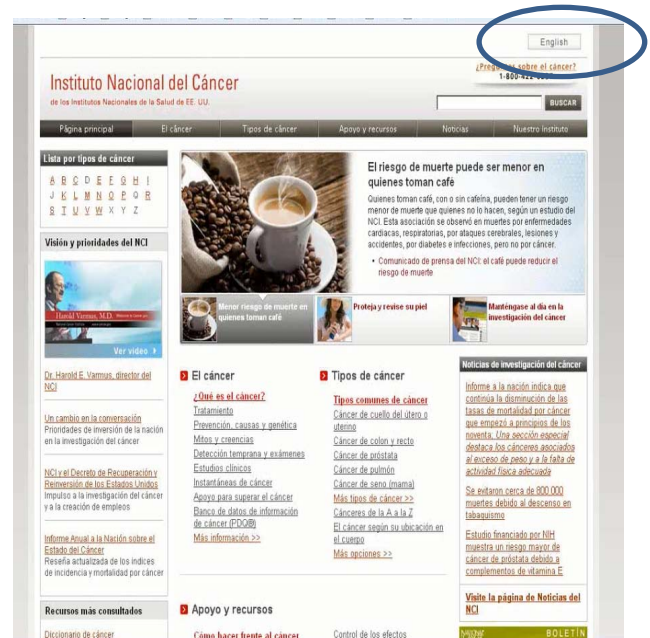 English
¿Preguntas sobre el cáncer?
Instituto Nacional del Cáncer
de los Institutos Nacionales de la Salud de EE. UU.
BUSCAR
Página principal El cáncer Tipos de cáncer Apoyo y recursos Noticias Nuestro Instituto
Lista por tipos de cáncer
A B C D E F G H I
J K L M N O P Q R
S T U V W X Y Z
Visión y prioridades del NCI
Harold Varmus, M.D.
Ver video
Dr. Harold E. Varmus, director del
NCI
Un cambio en la conversación
Prioridades de inversión de la nación
en la investigación del cáncer
NCI y el Decreto de Recuperación y
Reinversión de los Estados Unidos
Impulso a la investigación del cáncer
y a la creación de empleos
Informe Anual a la Nación sobre el
Estado del Cáncer
Reseña actualizada de los índices
de incidencia y mortalidad por cáncer
Recursos más consultados
Diccionario de cáncer
El riesgo de muerte puede ser menor en
quienes toman café
Quienes toman café, con o sin cafeína, pueden tener un riesgo
menor de muerte que quienes no lo hacen, según un estudio del
NCI. Esta asociación se observó en muertes por enfermedades
cardiacas, respiratorias, por ataques cerebrales, lesiones y
accidentes, por diabetes e infecciones, pero no por cáncer.
• Comunicado de prensa del NCI: el café puede reducir el
riesgo de muerte
Menor riesgo de muerte en
quienes toman café
Proteja y revise su piel
Manténgase al día en la
investigación del cáncer
El cáncer
¿Qué es el cáncer?
Tratamiento
Prevención, causas y genética
Mitos y creencias
Detección temprana y exámenes
Estudios clínicos
Instantáneas de cáncer
Apoyo para superar el cáncer
Banco de datos de información
de cáncer (PDQ®)
Más información >>
Tipos de cáncer
Tipos comunes de cáncer
Cáncer de cuello del útero o
uterino
Cáncer de colon y recto
Cáncer de próstata
Cáncer de pulmón
Cáncer de seno (mama)
Más tipos de cáncer >>
Cánceres de la A a la Z
El cáncer según su ubicación en
el cuerpo
Más opciones >>
Noticias de investigación del cáncer
Informe a la nación indica que
continúa la disminución de las
tasas de mortalidad por cáncer
que empezó a principios de los
noventa; Una sección especial
destaca los cánceres asociados
al exceso de peso y a la falta de
actividad física adecuada
Se evitaron cerca de 800 000
muertes debido al descenso en
tabaquismo
Estudio financiado por NIH
muestra un riesgo mayor de
cáncer de próstata debido a
complementos de vitamina E
Visite la página de Noticias del
NCI
BOLETÍN
Apoyo y recursos
Cómo hacer frente al cáncer
Control de los efectos